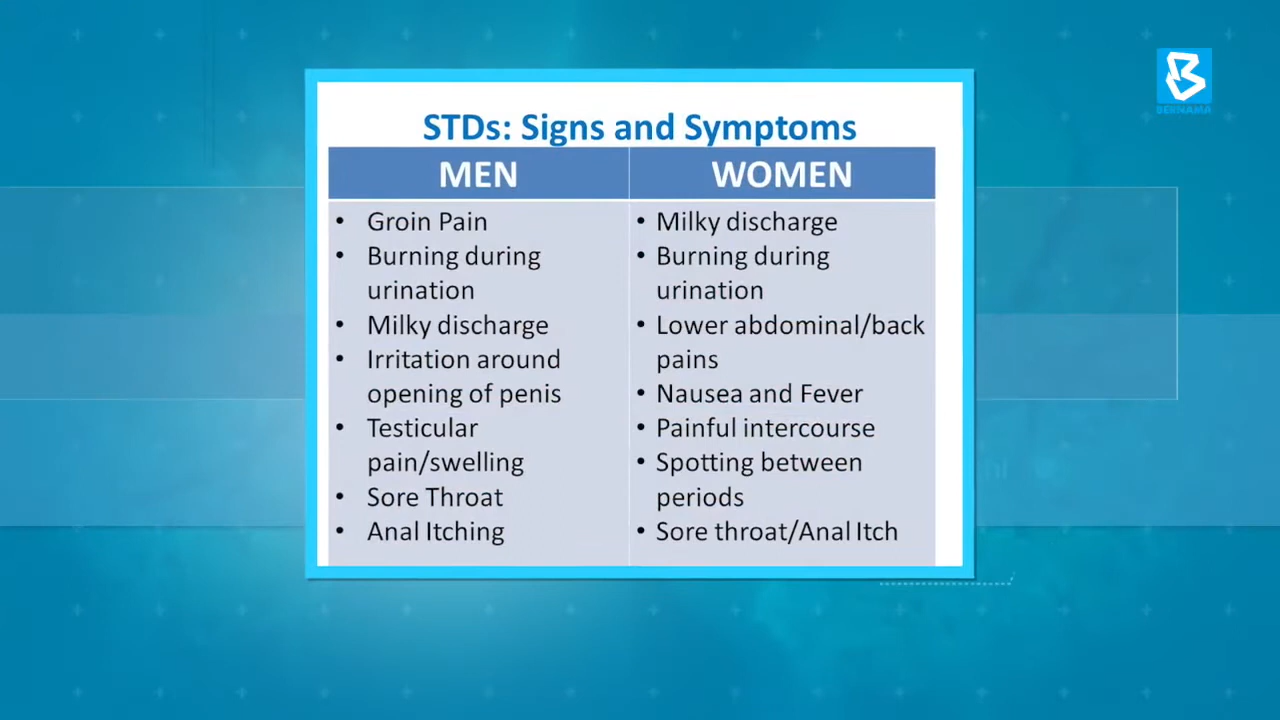 BERNAMA
STDs: Signs and Symptoms
MEN
• Groin Pain
• Burning during
urination
• Milky discharge
• Irritation around
opening of penis
• Testicular
pain/swelling
• Sore Throat
• Anal Itching
WOMEN
• Milky discharge
• Burning during
urination
• Lower abdominal/back
pains
• Nausea and Fever
• Painful intercourse
• Spotting between
periods
• Sore throat/Anal Itch